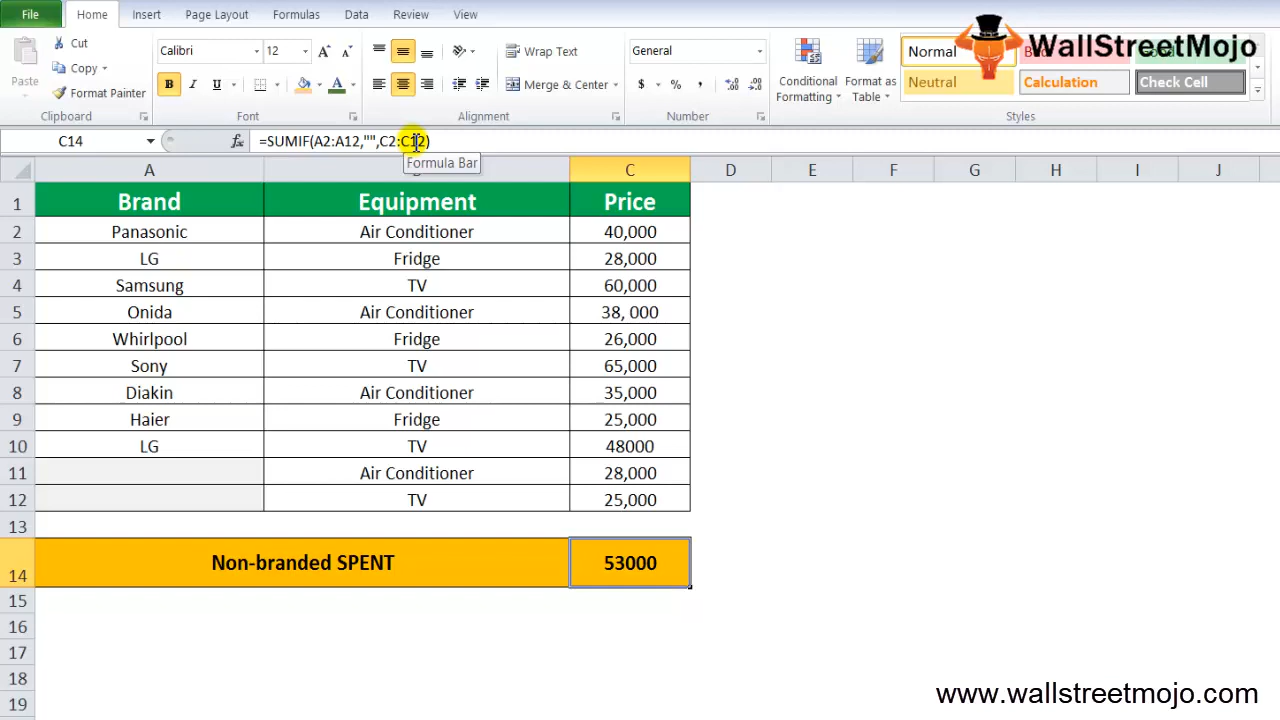 File Home Insert Page Layout Formulas Data Review View
WallStreetMojo
Paste
Cut
Copy
Format Painter
Clipboard
Calibri 12
B I U A
Font
Wrap Text
Merge & Center
Alignment
General
$ % ,
Number
Conditional Formatting
Format as Table
Normal
Neutral Calculation Check Cell
Styles
C14 fx =SUMIF(A2:A12,"",C2:C12)
Formula Bar
A C D E F G H I J
1 Brand Equipment Price
2 Panasonic Air Conditioner 40,000
3 LG Fridge 28,000
4 Samsung TV 60,000
5 Onida Air Conditioner 38, 000
6 Whirlpool Fridge 26,000
7 Sony TV 65,000
8 Diakin Air Conditioner 35,000
9 Haier Fridge 25,000
10 LG TV 48000
11 Air Conditioner 28,000
12 TV 25,000
13
14 Non-branded SPENT 53000
15
16
17
18
19
www.wallstreetmojo.com